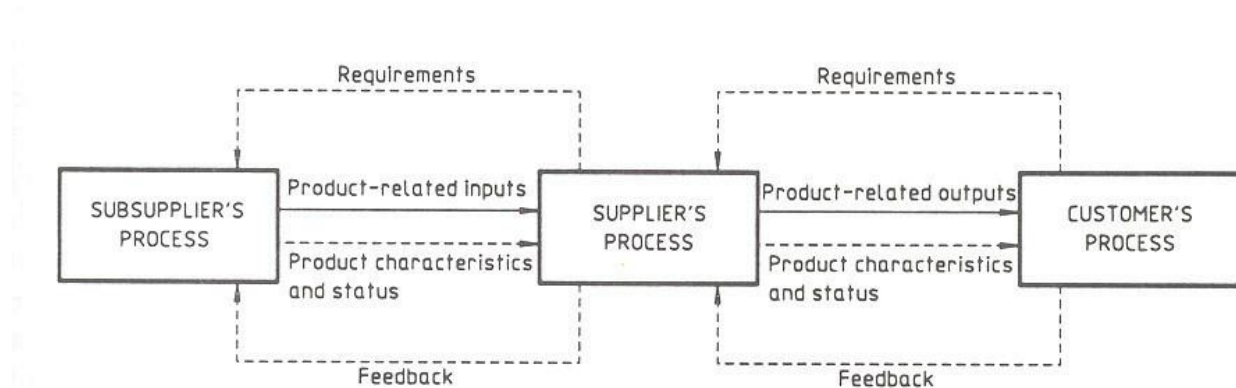 Requirements
Requirements
SUBSUPPLIER'S
PROCESS
Product-related inputs
Product characteristics
and status
SUPPLIER'S
PROCESS
Product-related outputs
Product characteristics
and status
CUSTOMER'S
PROCESS
Feedback
Feedback